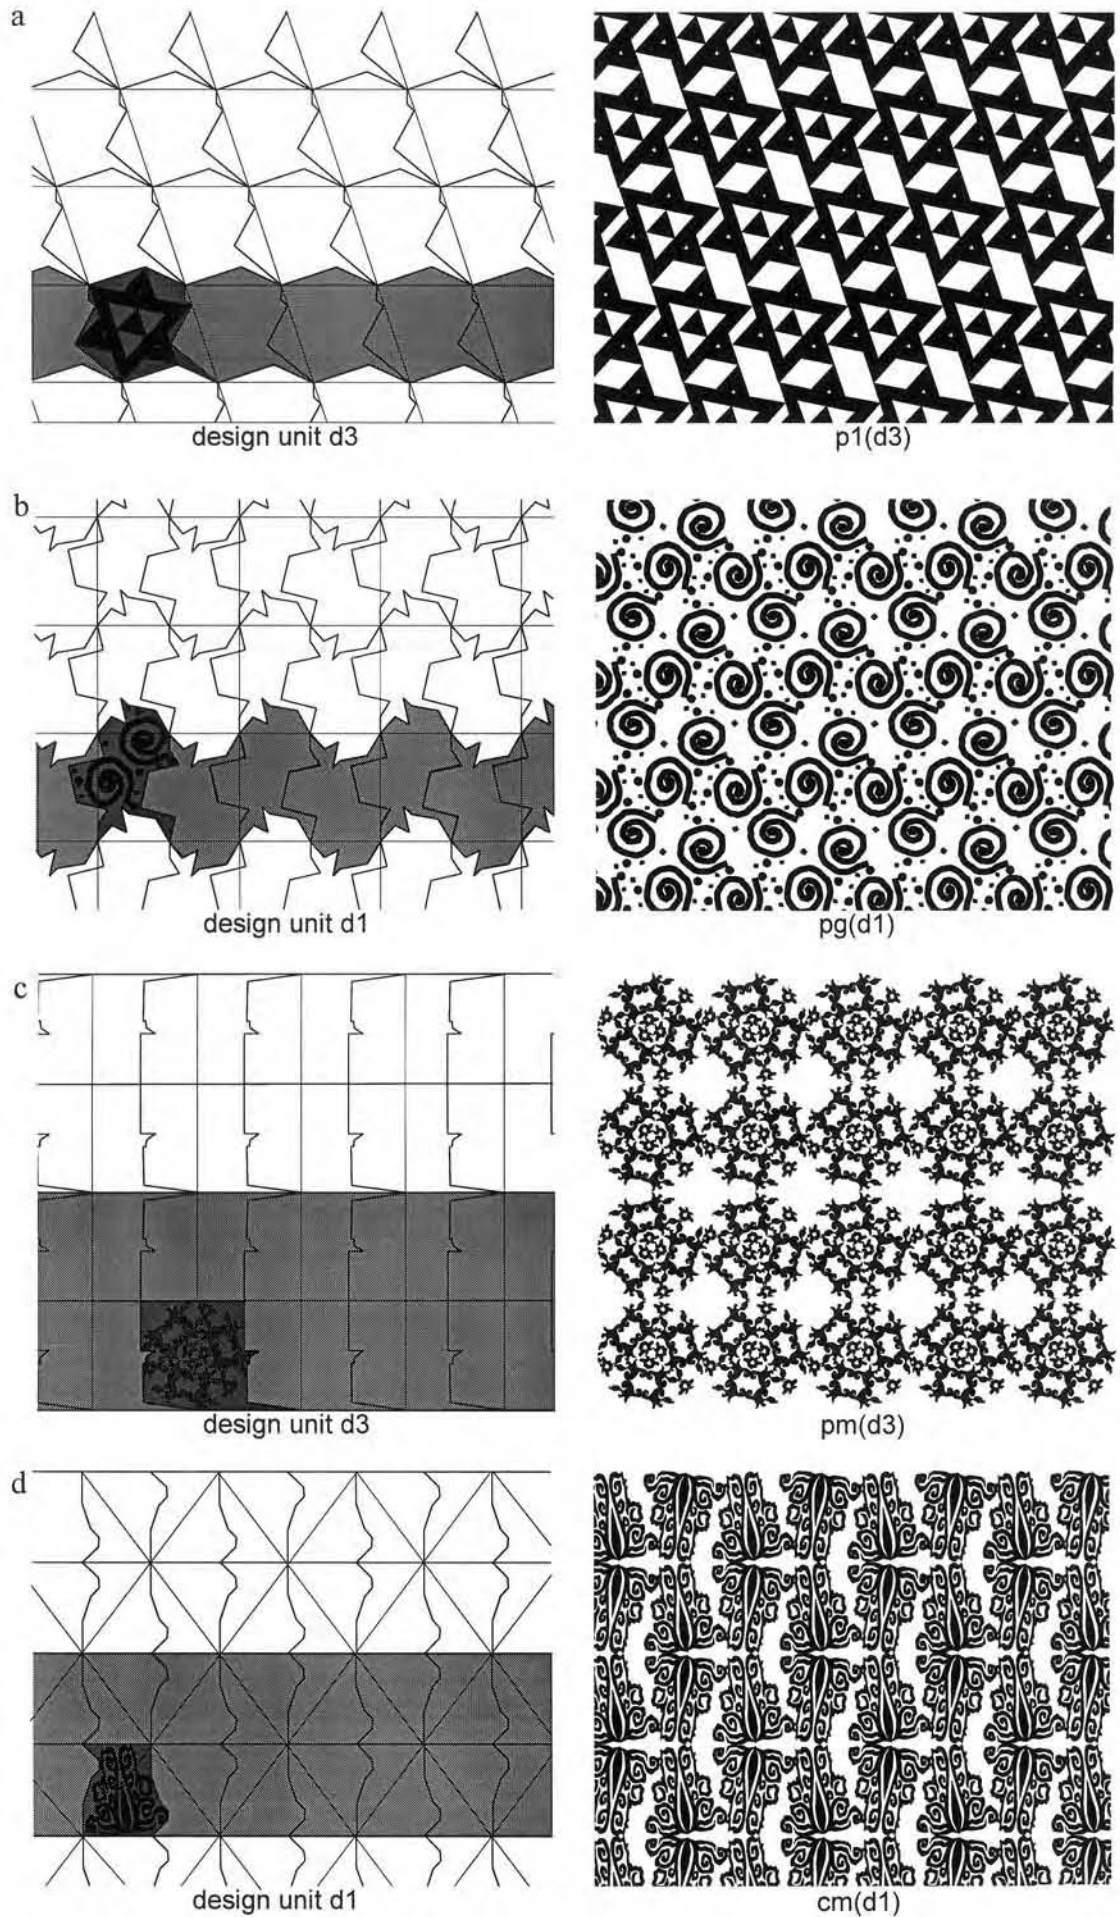 a
design unit d3
p1(d3)
b
design unit d1
pg(d1)
c
design unit d3
pm(d3)
d
design unit d1
cm(d1)